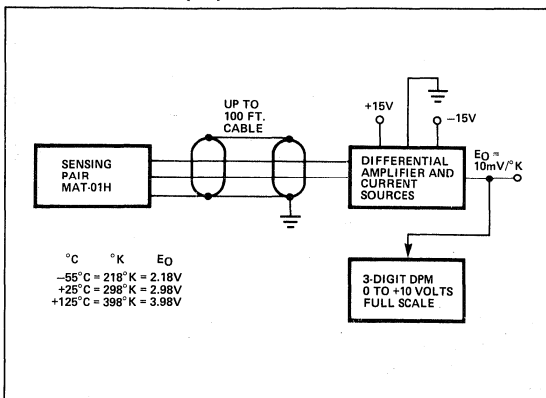 UP TO
100 FT.
CABLE
+15V
−15V
SENSING
PAIR
MAT-01H
DIFFERENTIAL
AMPLIFIER AND
CURRENT
SOURCES
EO =
10mV/°K
°C °K EO
−55°C = 218°K = 2.18V
+25°C = 298°K = 2.98V
+125°C = 398°K = 3.98V
3-DIGIT DPM
0 TO +10 VOLTS
FULL SCALE